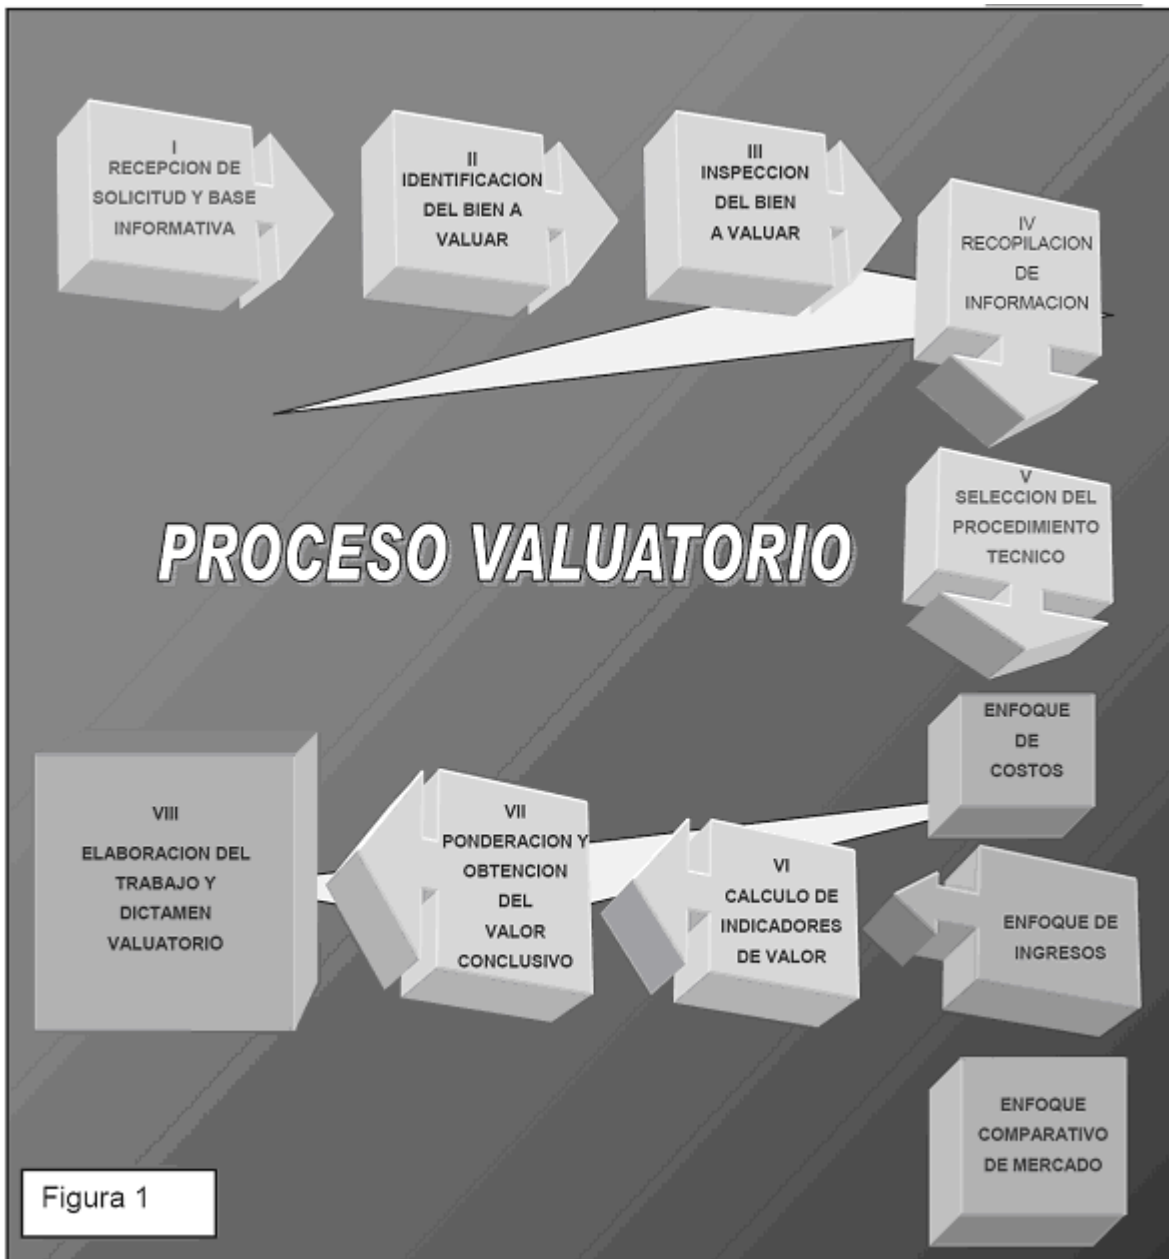 I
RECEPCION DE
SOLICITUD Y BASE
INFORMATIVA
II
IDENTIFICACION
DEL BIEN A
VALUAR
III
INSPECCION
DEL BIEN
A VALUAR
IV
RECOPILACION
DE
INFORMACION
V
SELECCION DEL
PROCEDIMIENTO
TECNICO
PROCESO VALUATORIO
ENFOQUE
DE
COSTOS
ENFOQUE DE
INGRESOS
ENFOQUE
COMPARATIVO
DE MERCADO
VI
CALCULO DE
INDICADORES
DE VALOR
VII
PONDERACION Y
OBTENCION
DEL
VALOR
CONCLUSIVO
VIII
ELABORACION DEL
TRABAJO Y
DICTAMEN
VALUATORIO
Figura 1